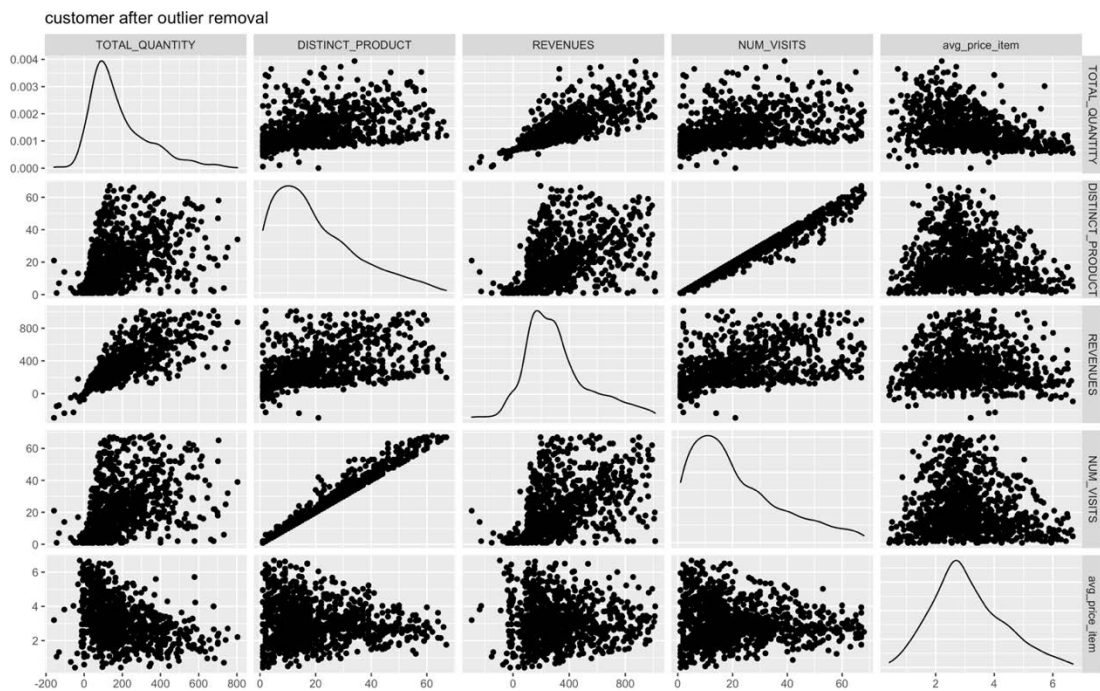 customer after outlier removal
TOTAL_QUANTITY DISTINCT_PRODUCT REVENUES NUM_VISITS avg_price_item
0.004
0.003
0.002
0.001
0.000
TOTAL_QUANTITY
60
40
20
0
DISTINCT_PRODUCT
800
400
0
REVENUES
60
40
20
0
NUM_VISITS
6
4
2
avg_price_item
-200 0 200 400 600 800 0 20 40 60 0 400 800 0 20 40 60 2 4 6